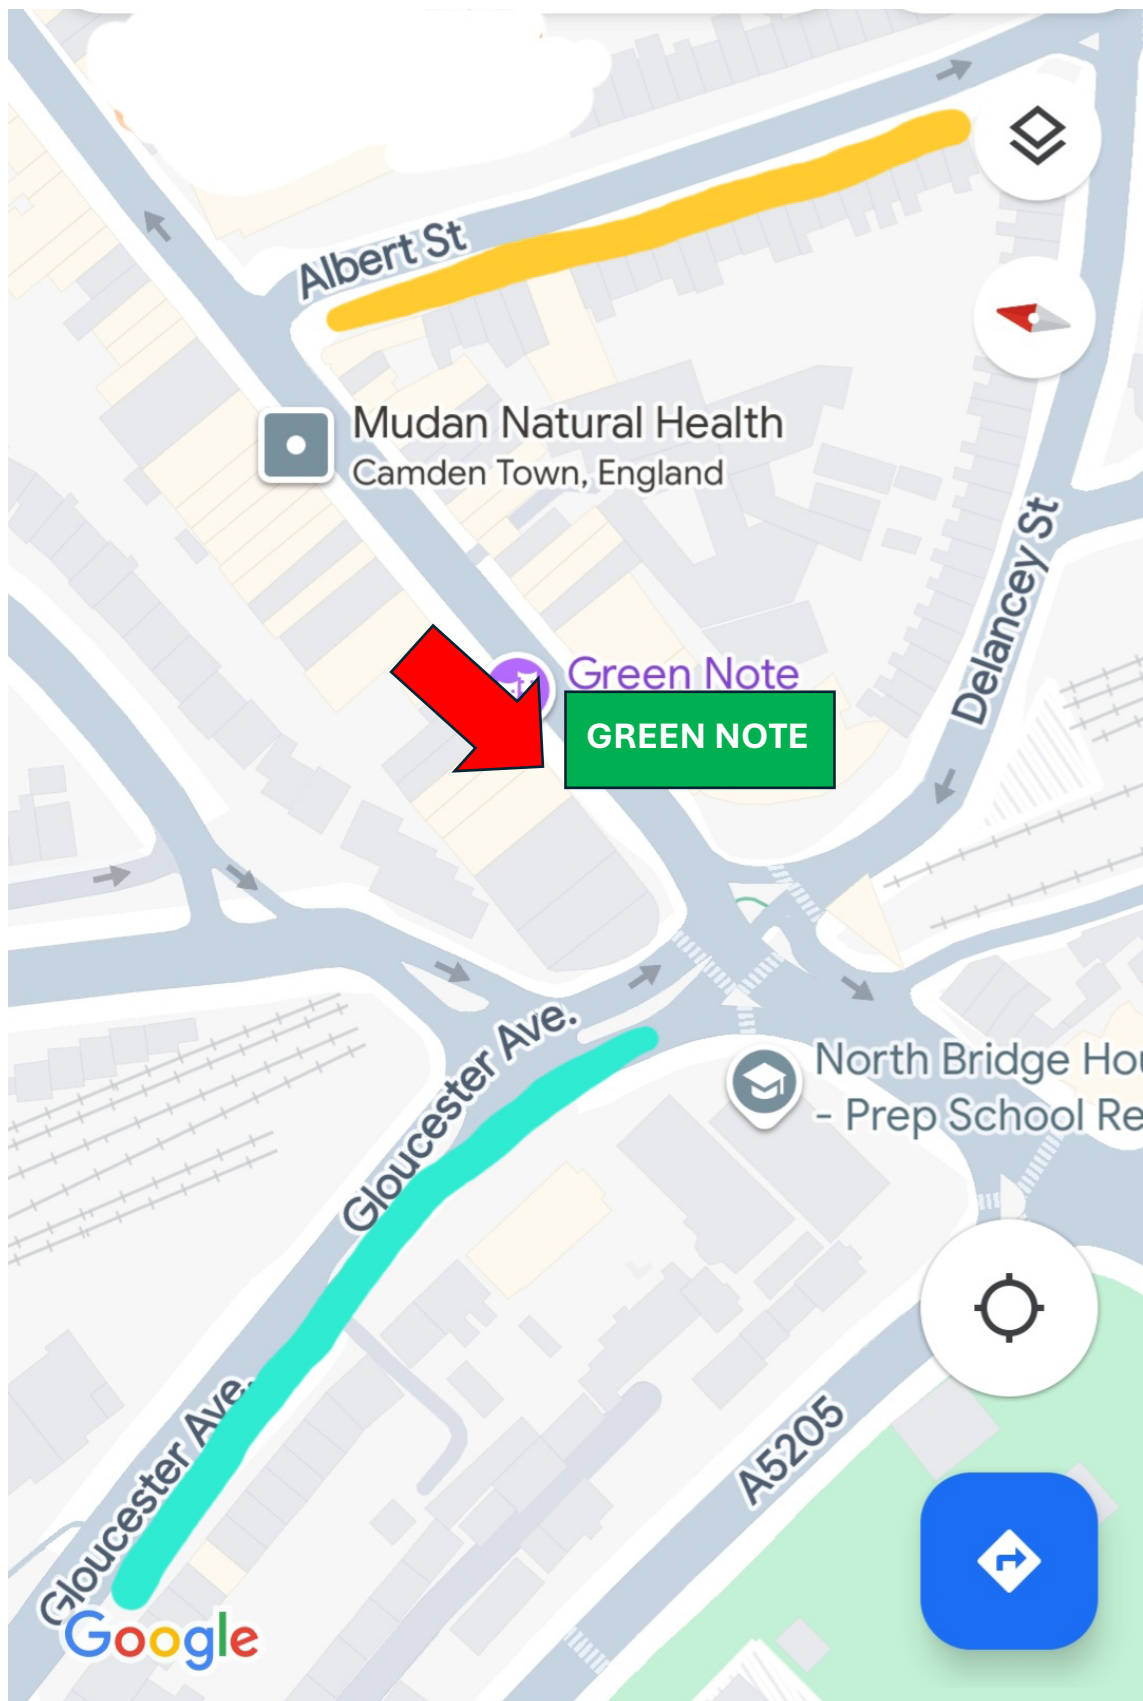 Albert St
Mudan Natural Health
Camden Town, England
Delancey St
Green Note
GREEN NOTE
Gloucester Ave.
North Bridge Hou
- Prep School Re
Gloucester Ave.
A5205
Google